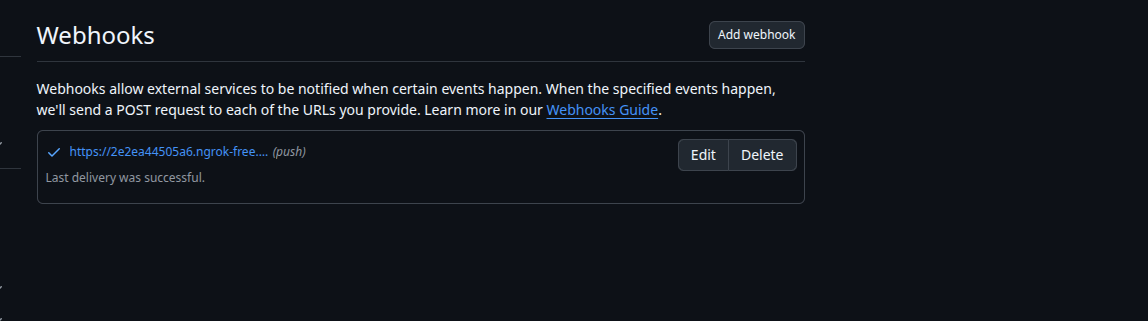 Webhooks
Add webhook
Webhooks allow external services to be notified when certain events happen. When the specified events happen,
we'll send a POST request to each of the URLs you provide. Learn more in our Webhooks Guide.
https://2e2ea44505a6.ngrok-free.... (push)
Edit
Delete
Last delivery was successful.